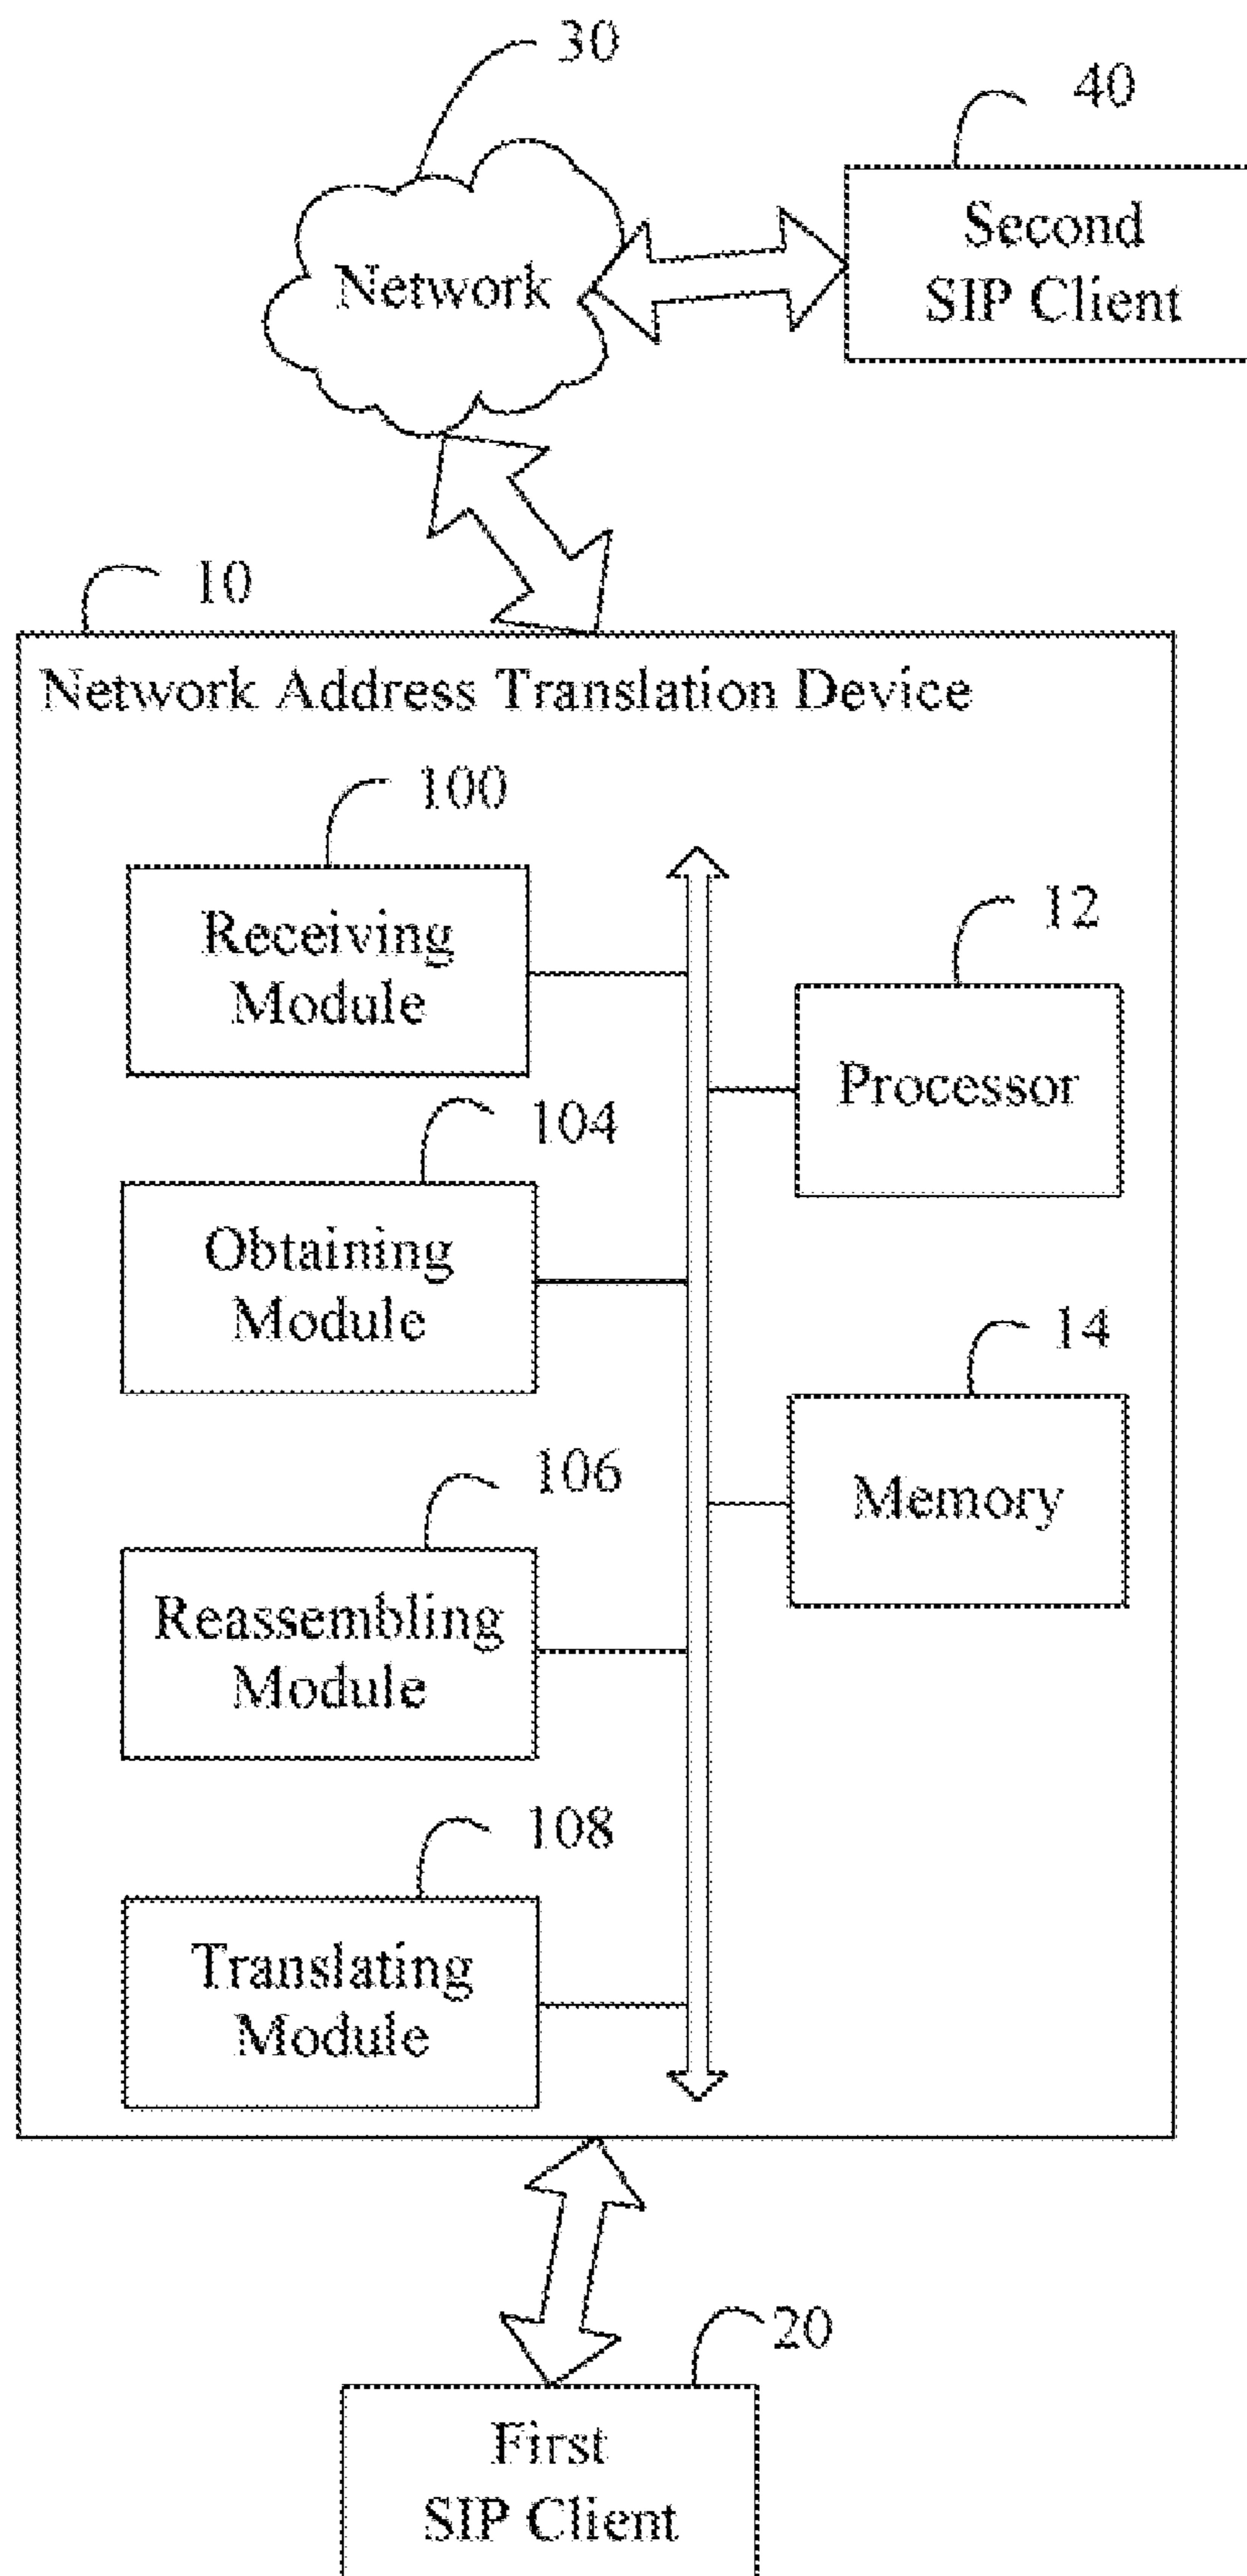 30
40
Network
Second
SIP Client
10
Network Address Translation Device
100
Receiving
Module
12
Processor
104
Obtaining
Module
14
Memory
106
Reassembling
Module
108
Translating
Module
20
First
SIP Client